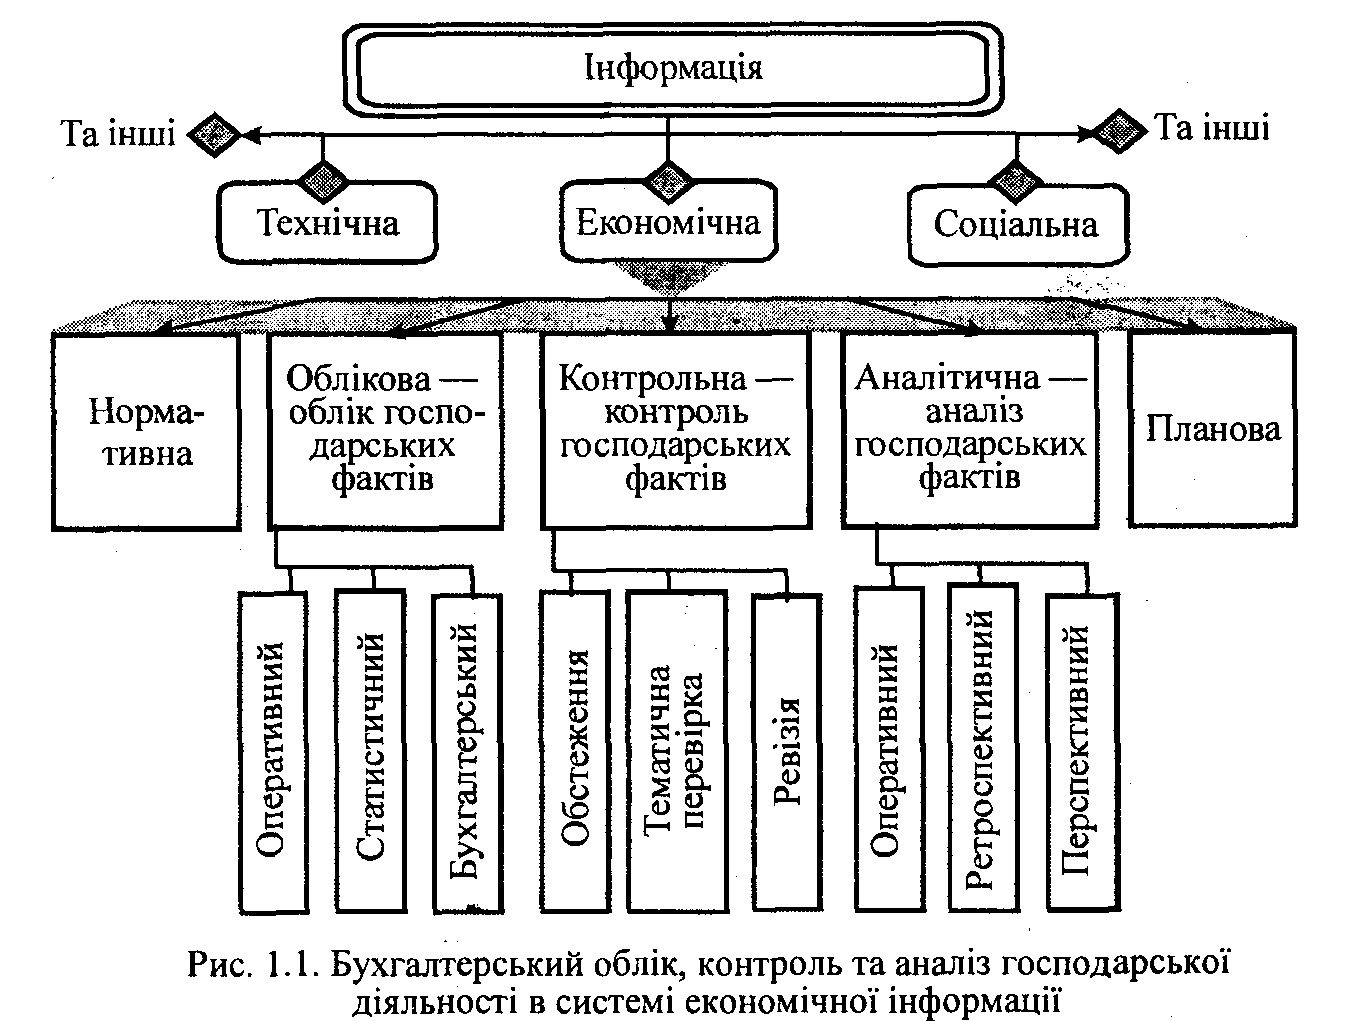 Інформація
Та інші
Та інші
Технічна
Економічна
Соціальна
Норма-
тивна
Облікова —
облік госпо-
дарських
фактів
Контрольна —
контроль
господарських
фактів
Аналітична —
аналіз
господарських
фактів
Планова
Оперативний
Статистичний
Бухгалтерський
Обстеження
Тематична
перевірка
Ревізія
Оперативний
Ретроспективний
Перспективний
Рис. 1.1. Бухгалтерський облік, контроль та аналіз господарської
діяльності в системі економічної інформації